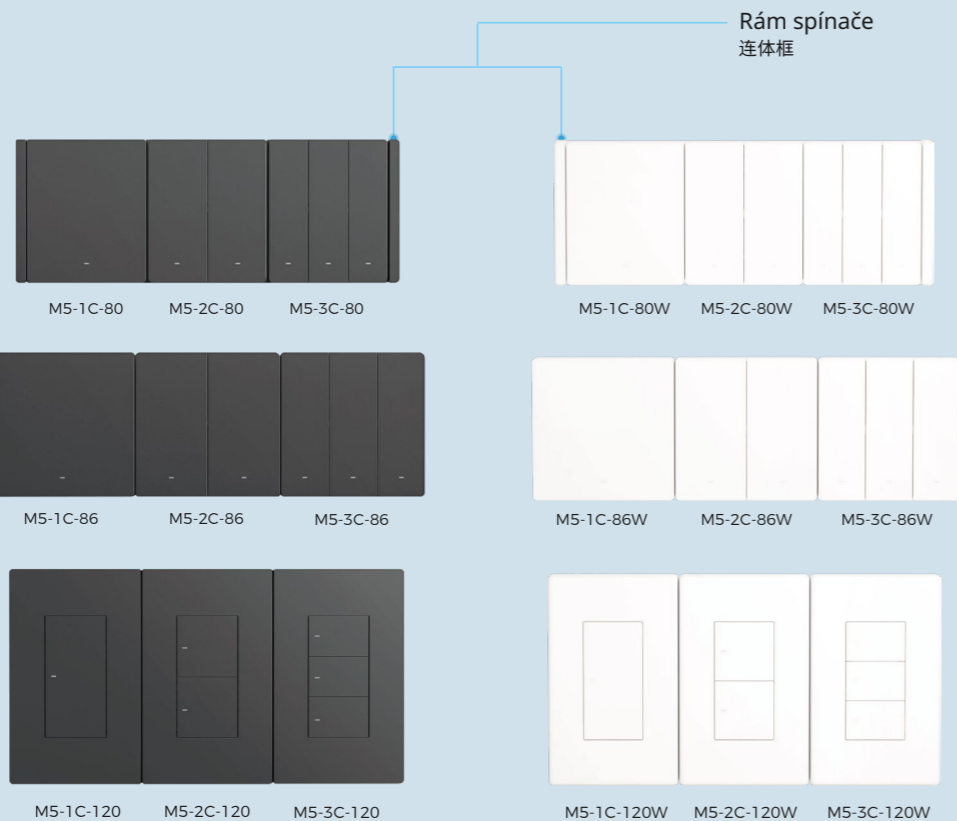 Rám spínače
连体框
M5-1C-80 M5-2C-80 M5-3C-80
M5-1C-80W M5-2C-80W M5-3C-80W
M5-1C-86 M5-2C-86 M5-3C-86
M5-1C-86W M5-2C-86W M5-3C-86W
M5-1C-120 M5-2C-120 M5-3C-120
M5-1C-120W M5-2C-120W M5-3C-120W